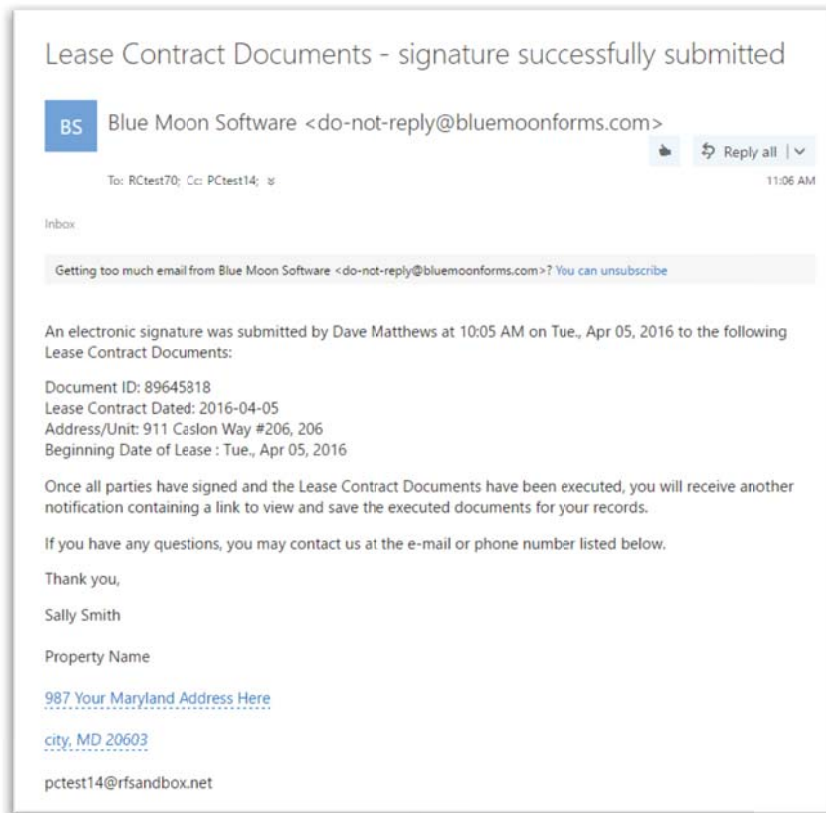 Lease Contract Documents - signature successfully submitted
BS
Blue Moon Software <do-not-reply@bluemoonforms.com>
Reply all
To: RCtest70; Cc: PCtest14;
11:06 AM
Inbox
Getting too much email from Blue Moon Software <do-not-reply@bluemoonforms.com>? You can unsubscribe
An electronic signature was submitted by Dave Matthews at 10:05 AM on Tue., Apr 05, 2016 to the following
Lease Contract Documents:
Document ID: 89645818
Lease Contract Dated: 2016-04-05
Address/Unit: 911 Caslon Way #206, 206
Beginning Date of Lease : Tue., Apr 05, 2016
Once all parties have signed and the Lease Contract Documents have been executed, you will receive another
notification containing a link to view and save the executed documents for your records.
If you have any questions, you may contact us at the e-mail or phone number listed below.
Thank you,
Sally Smith
Property Name
987 Your Maryland Address Here
city, MD 20603
pctest14@rfsandbox.net